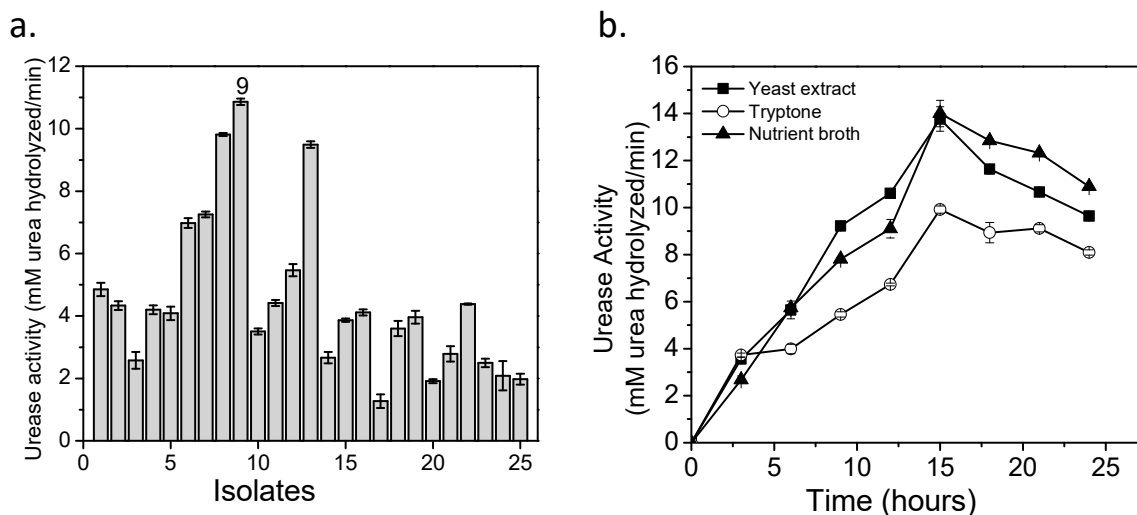 a.
Urease activity (mM urea hydrolyzed/min)
12
10
8
6
4
2
0
9
0 5 10 15 20 25
Isolates
b.
Urease Activity
(mM urea hydrolyzed/min)
16
14
12
10
8
6
4
2
0
Yeast extract
Tryptone
Nutrient broth
0 5 10 15 20 25
Time (hours)